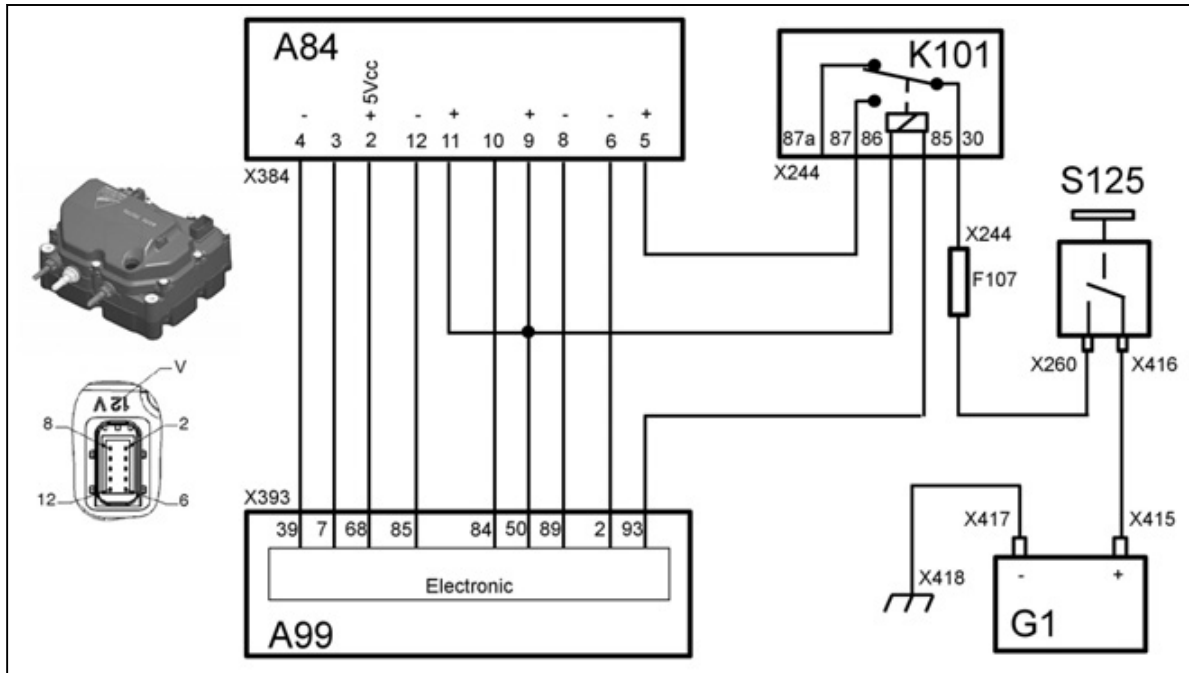 A84
+ 5Vcc
- - + + - - +
4 3 2 12 11 10 9 8 6 5
X384
K101
87a 87 86 85 30
X244
S125
X244
F107
X260 X416
V
12 V
8 2
12 6
X393
39 7 68 85 84 50 89 2 93
Electronic
A99
X417 X415
X418
- +
G1